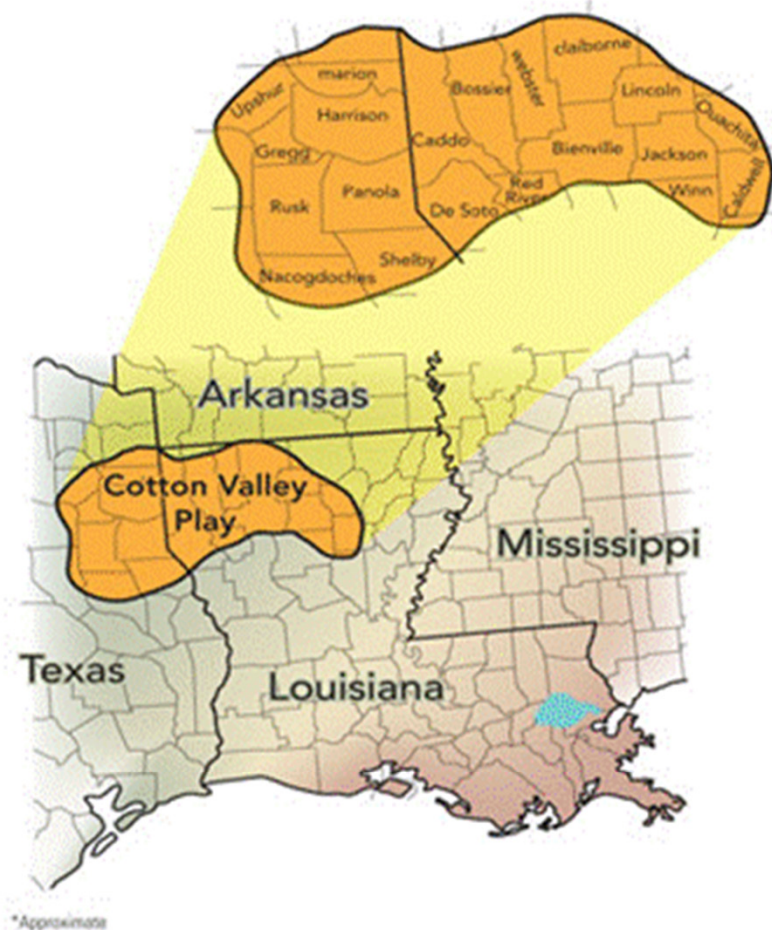 claiborne
marion
webster
Bossier
Lincoln
Upshur
Harrison
Ouachita
Caddo
Gregg
Bienville
Jackson
Panola
Red
River
Winn
Caldwell
Rusk
De Soto
Shelby
Nacogdoches
Arkansas
Cotton Valley
Play
Mississippi
Texas
Louisiana
*Approximate